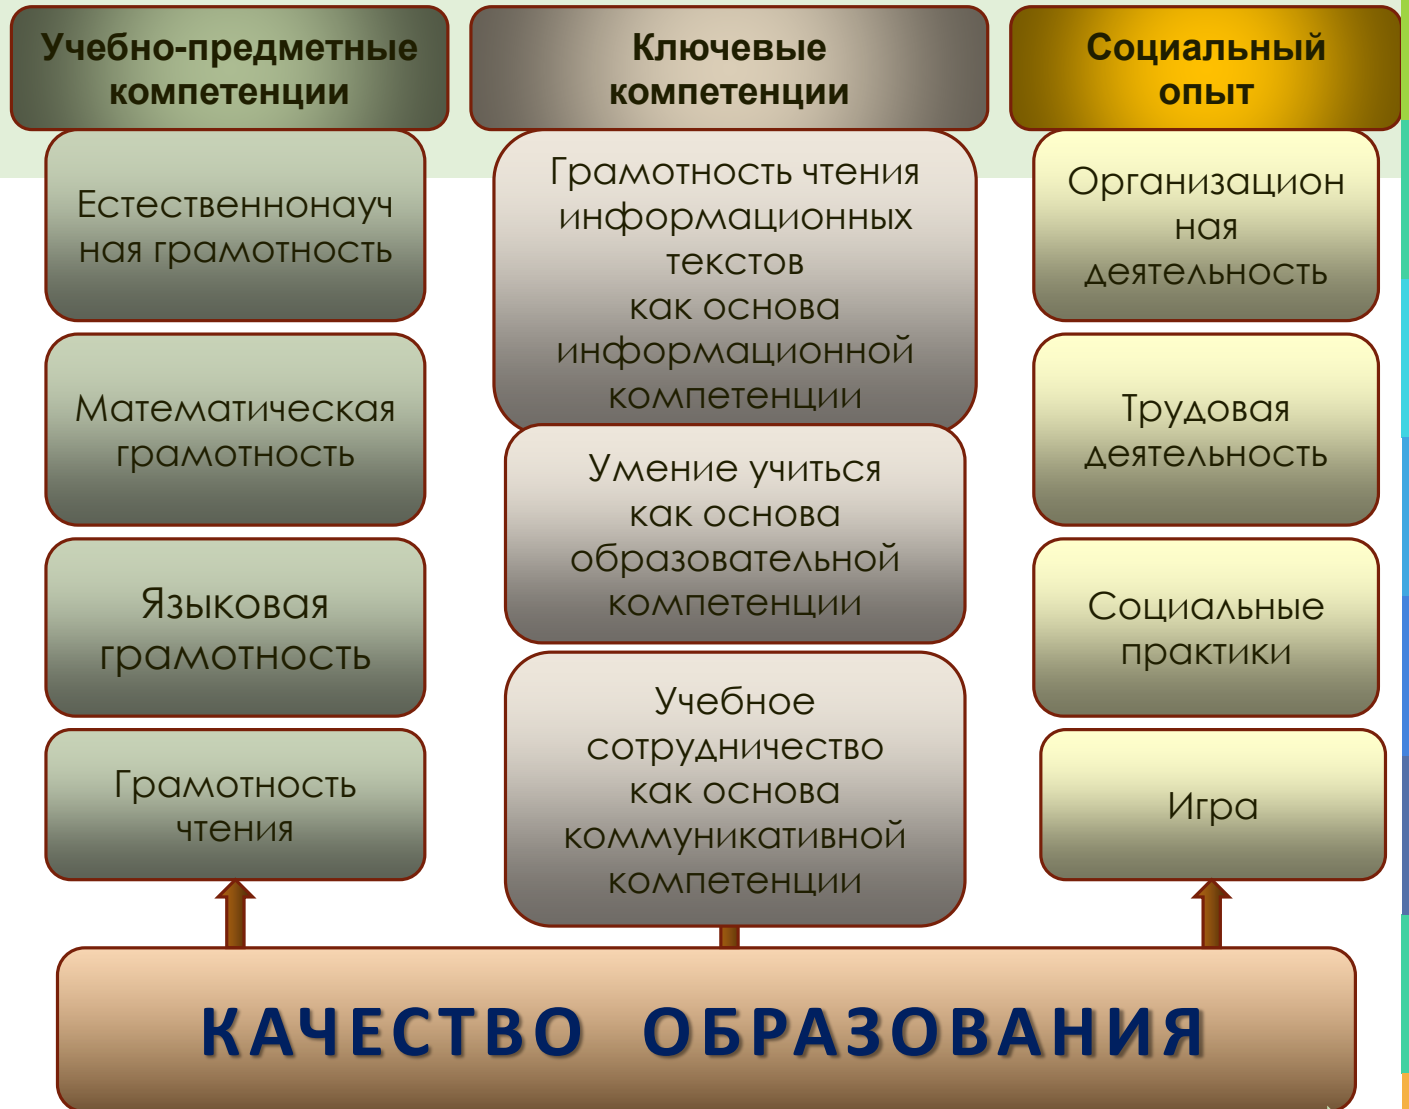 Учебно-предметные
компетенции
Естественнонауч
ная грамотность
Математическая
грамотность
Языковая
грамотность
Грамотность
чтения
Ключевые
компетенции
Грамотность чтения
информационных
текстов
как основа
информационной
компетенции
Умение учиться
как основа
образовательной
компетенции
Учебное
сотрудничество
как основа
коммуникативной
компетенции
Социальный
опыт
Организацион
ная
деятельность
Трудовая
деятельность
Социальные
практики
Игра
КАЧЕСТВО ОБРАЗОВАНИЯ